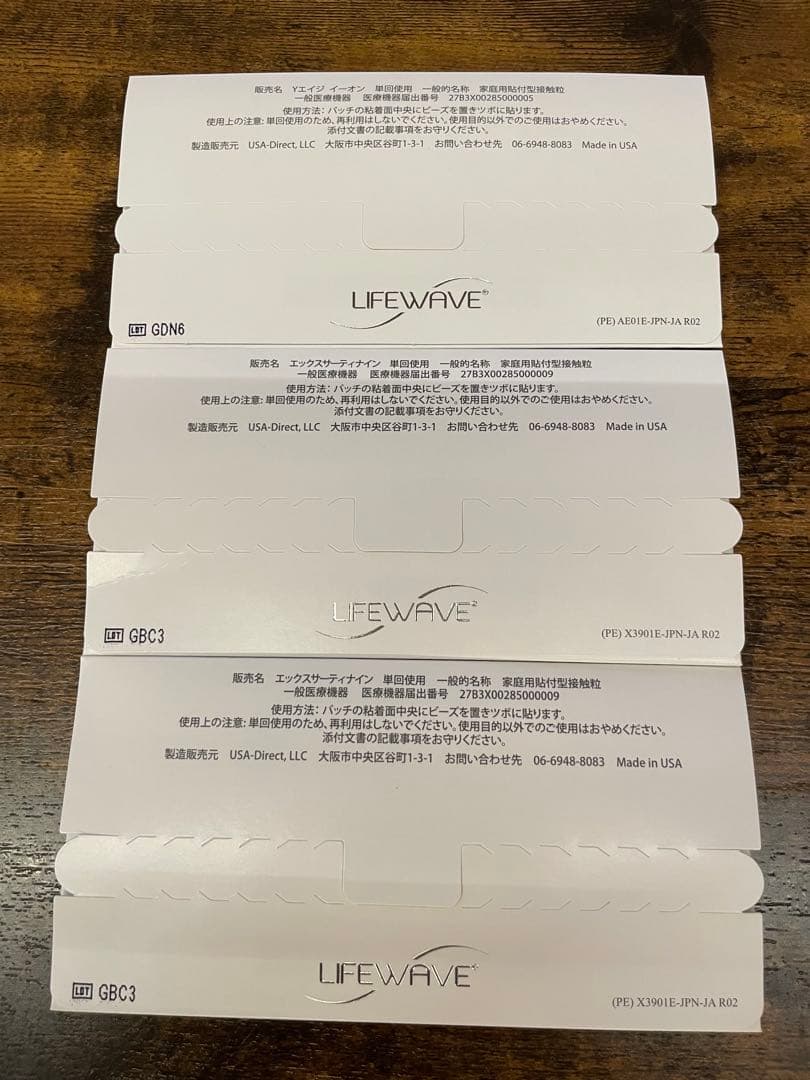 販売名 Yエイジ イーオン 単回使用 一般的名称 家庭用貼付型接触粒
一般医療機器 医療機器届出番号 27B3X00285000005
使用方法: パッチの粘着面中央にビーズを置きツボに貼ります。
使用上の注意: 単回使用のため、再利用はしないでください。使用目的以外でのご使用はおやめください。
添付文書の記載事項をお守りください。
製造販売元 USA-Direct, LLC 大阪市中央区谷町1-3-1 お問い合わせ先 06-6948-8083 Made in USA
LIFEWAVE
LOT GDN6
(PE) AE01E-JPN-JA R02
販売名 エックスサーティナイン 単回使用 一般的名称 家庭用貼付型接触粒
一般医療機器 医療機器届出番号 27B3X00285000009
使用方法: パッチの粘着面中央にビーズを置きツボに貼ります。
使用上の注意: 単回使用のため、再利用はしないでください。使用目的以外でのご使用はおやめください。
添付文書の記載事項をお守りください。
製造販売元 USA-Direct, LLC 大阪市中央区谷町1-3-1 お問い合わせ先 06-6948-8083 Made in USA
LIFEWAVE
LOT GBC3
(PE) X3901E-JPN-JA R02
販売名 エックスサーティナイン 単回使用 一般的名称 家庭用貼付型接触粒
一般医療機器 医療機器届出番号 27B3X00285000009
使用方法: パッチの粘着面中央にビーズを置きツボに貼ります。
使用上の注意: 単回使用のため、再利用はしないでください。使用目的以外でのご使用はおやめください。
添付文書の記載事項をお守りください。
製造販売元 USA-Direct, LLC 大阪市中央区谷町1-3-1 お問い合わせ先 06-6948-8083 Made in USA
LIFEWAVE
LOT GBC3
(PE) X3901E-JPN-JA R02